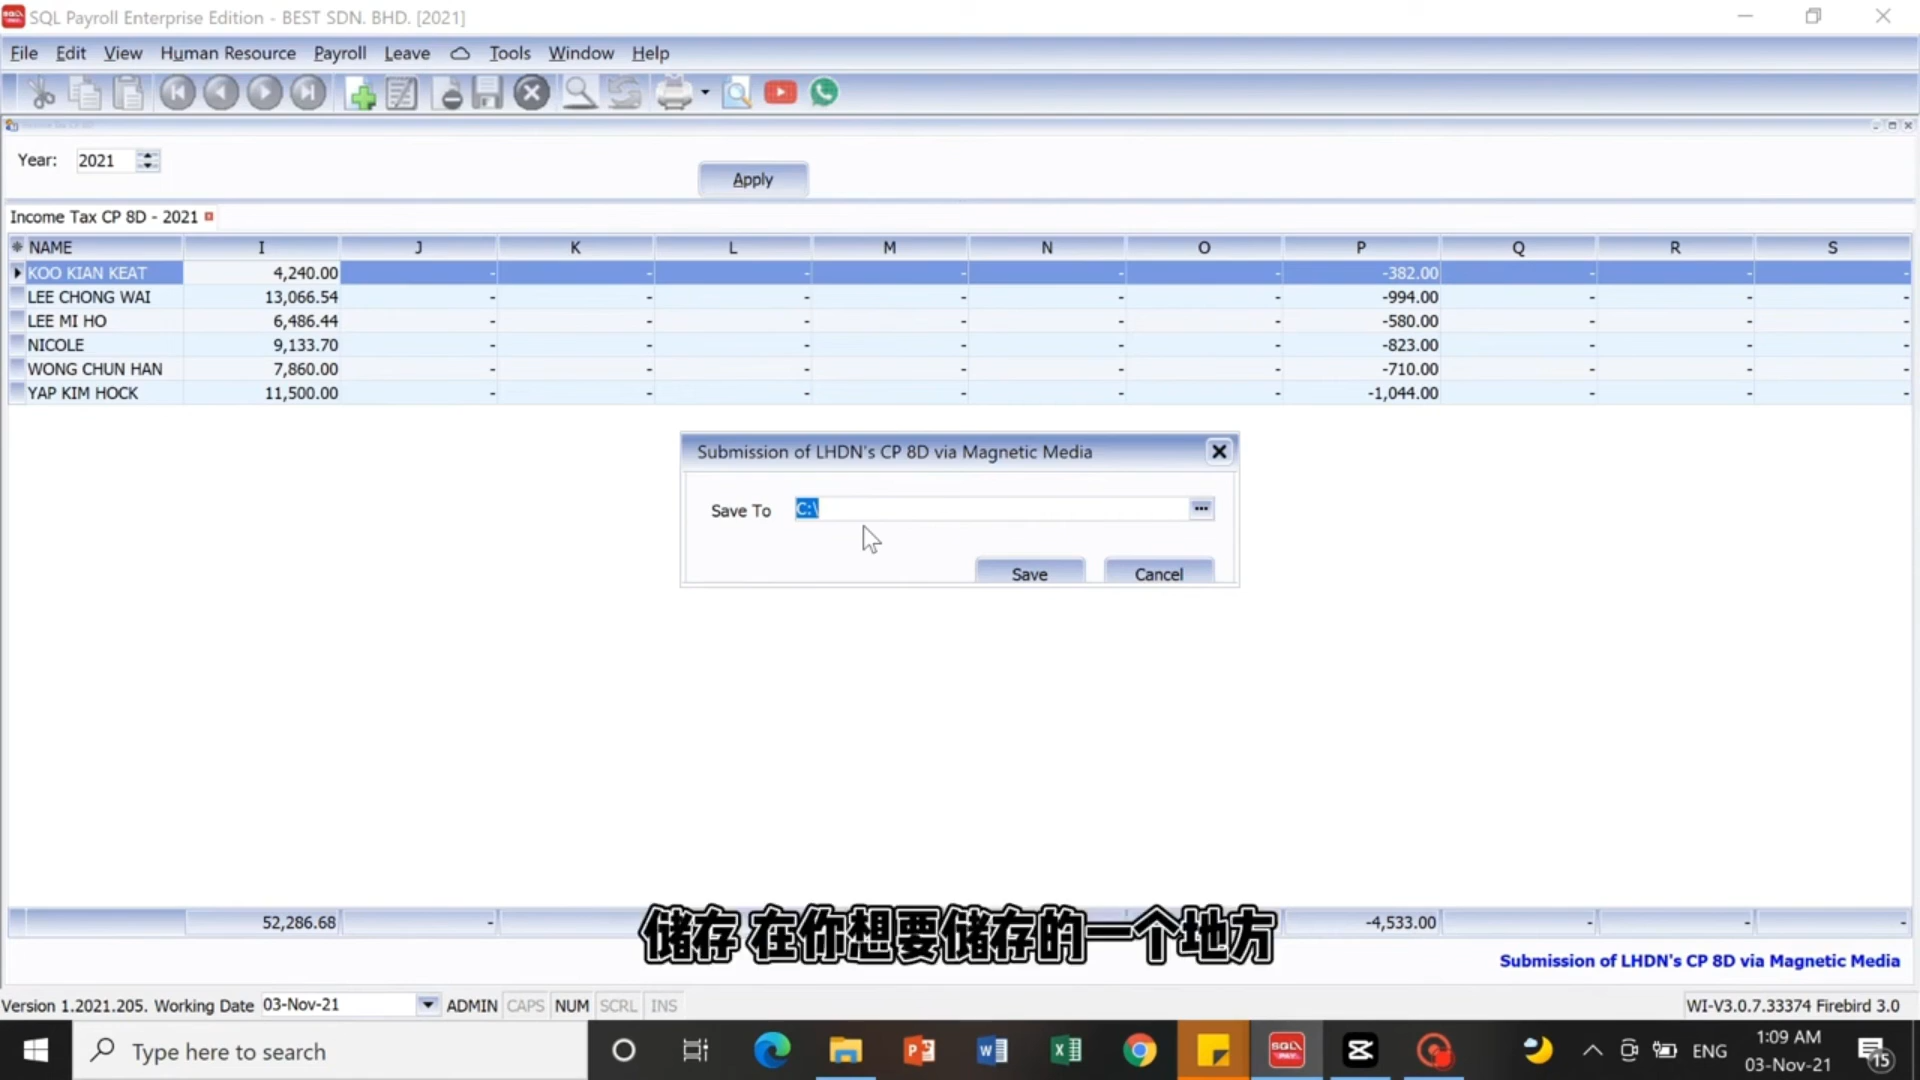 SQL Payroll Enterprise Edition - BEST SDN. BHD. [2021]
File Edit View Human Resource Payroll Leave Tools Window Help
Year: 2021
Apply
Income Tax CP 8D - 2021
NAME I J K L M N O P Q R S
KOO KIAN KEAT 4,240.00 - - - - - - -382.00 - - -
LEE CHONG WAI 13,066.54 - - - - - - -994.00 - - -
LEE MI HO 6,486.44 - - - - - - -580.00 - - -
NICOLE 9,133.70 - - - - - - -823.00 - - -
WONG CHUN HAN 7,860.00 - - - - - - -710.00 - - -
YAP KIM HOCK 11,500.00 - - - - - - -1,044.00 - - -
Submission of LHDN's CP 8D via Magnetic Media
Save To C:\
Save Cancel
52,286.68 - -4,533.00 - - -
储存 在你想要储存的一个地方
Submission of LHDN's CP 8D via Magnetic Media
Version 1.2021.205. Working Date 03-Nov-21 ADMIN CAPS NUM SCRL INS WI-V3.0.7.33374 Firebird 3.0
Type here to search
ENG
1:09 AM
03-Nov-21
15